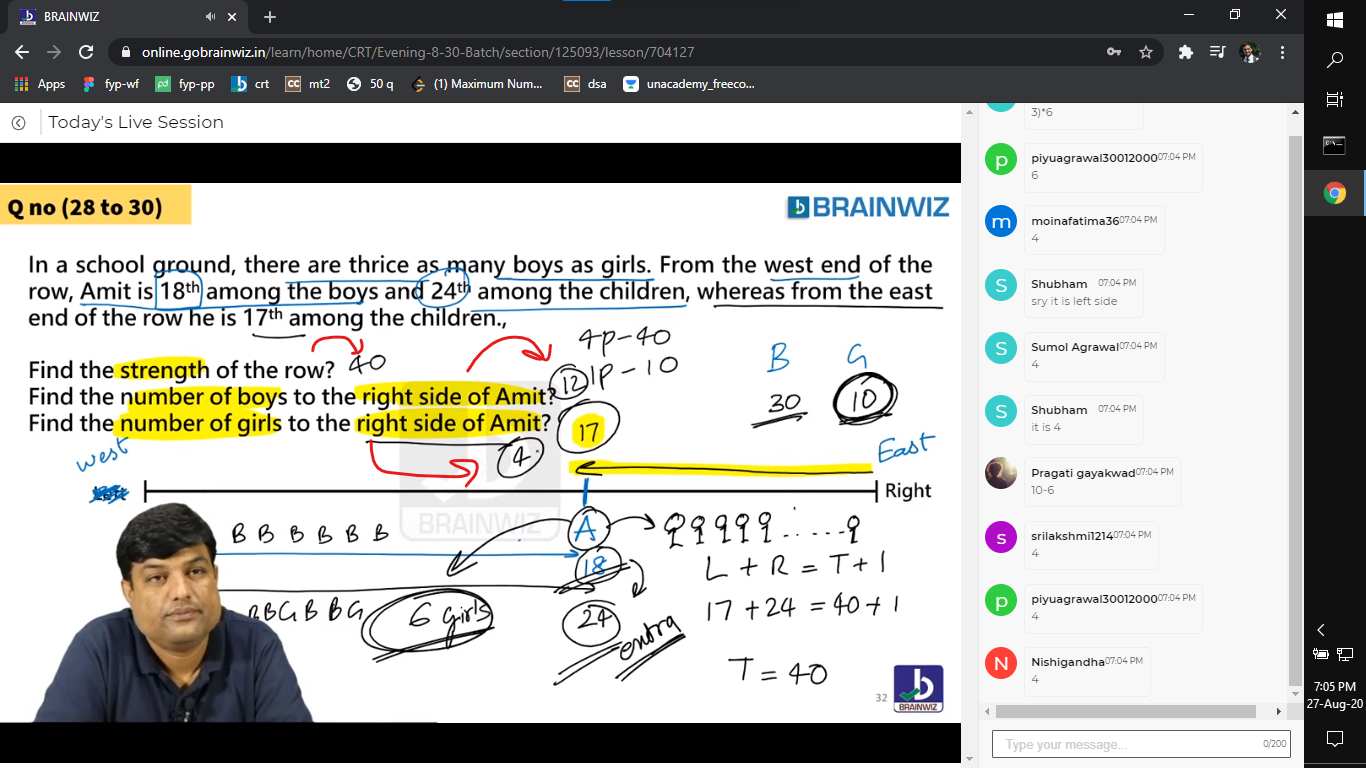 BRAINWIZ
online.gobrainwiz.in/learn/home/CRT/Evening-8-30-Batch/section/125093/lesson/704127
Apps fyp-wf fyp-pp crt mt2 50 q (1) Maximum Num... dsa unacademy_freeco...
Today's Live Session
Q no (28 to 30)
BRAINWIZ
In a school ground, there are thrice as many boys as girls. From the west end of the
row, Amit is 18th among the boys and 24th among the children, whereas from the east
end of the row he is 17th among the children.,
4P-40
Find the strength of the row? 40
12 1P-10
B G
Find the number of boys to the right side of Amit?
30 10
Find the number of girls to the right side of Amit?
17
4
west
East
Right
BRAINWIZ
B B B B B B
A
18
L + R = T + 1
BBG B BG 6 girls
24
17 + 24 = 40 + 1
extra
T = 40
32
BRAINWIZ
3)*6
piyuagrawal30012000 07:04 PM
6
moinafatima36 07:04 PM
4
Shubham 07:04 PM
sry it is left side
Sumol Agrawal 07:04 PM
4
Shubham 07:04 PM
it is 4
Pragati gayakwad 07:04 PM
10-6
srilakshmi1214 07:04 PM
4
piyuagrawal30012000 07:04 PM
4
Nishigandha 07:04 PM
4
Type your message... 0/200
7:05 PM
27-Aug-20